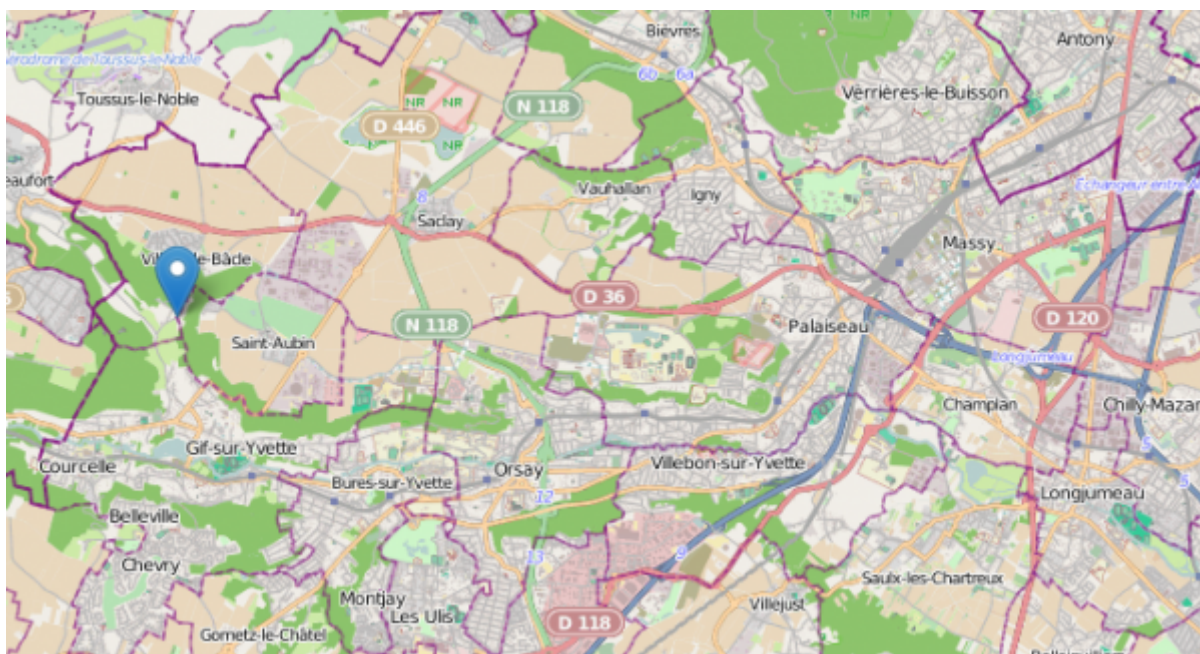 Bièvres
NR
Antony
Aérodrome de Toussus-le-Noble
6b
6a
Toussus-le-Noble
NR
NR
N 118
Verrières-le-Buisson
D 446
NR
NR
Vauhallan
Igny
8
Saclay
Massy
D 36
N 118
Palaiseau
D 120
Saint-Aubin
Longjumeau
Champlan
Chilly-Mazar
5
Gif-sur-Yvette
Courcelle
Orsay
Villebon-sur-Yvette
Bures-sur-Yvette
12
5
Longjumeau
Belleville
13
9
Chevry
Saulx-les-Chartreux
Montjay
Villejust
Les Ulis
D 118
Gometz-le-Châtel